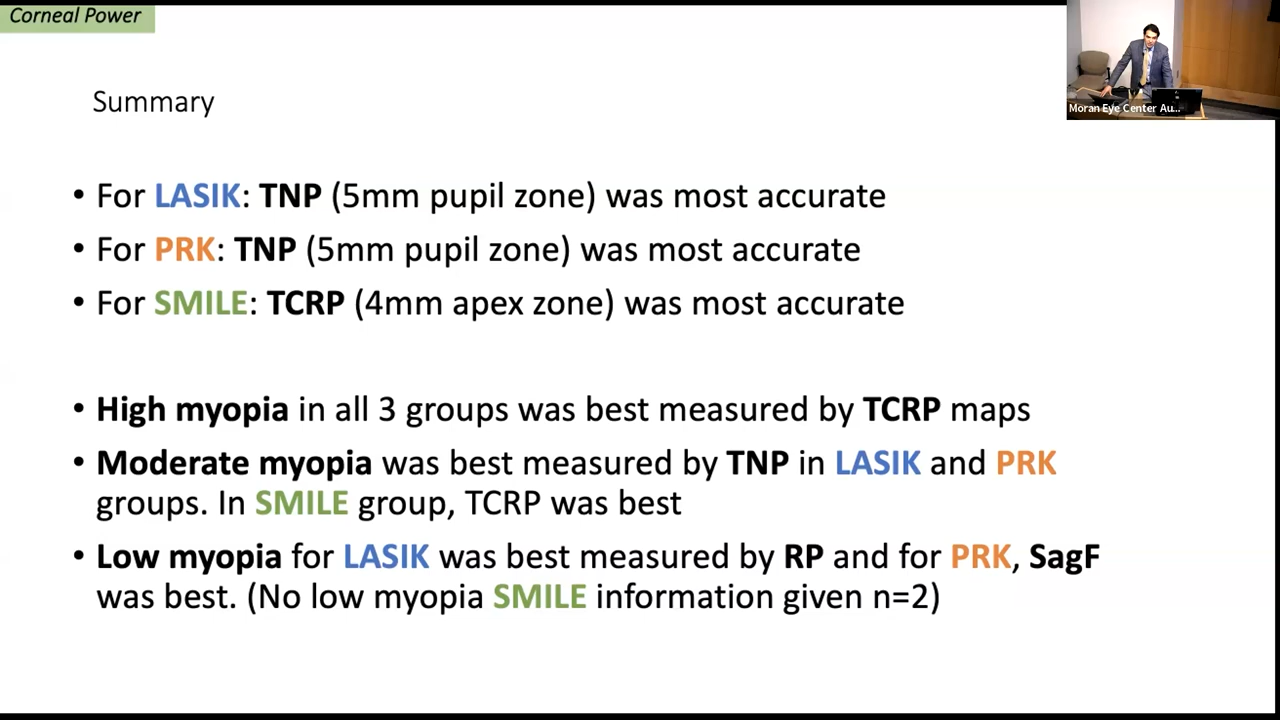 Corneal Power
Moran Eye Center Au...
Summary
• For LASIK: TNP (5mm pupil zone) was most accurate
• For PRK: TNP (5mm pupil zone) was most accurate
• For SMILE: TCRP (4mm apex zone) was most accurate
• High myopia in all 3 groups was best measured by TCRP maps
• Moderate myopia was best measured by TNP in LASIK and PRK
groups. In SMILE group, TCRP was best
• Low myopia for LASIK was best measured by RP and for PRK, SagF
was best. (No low myopia SMILE information given n=2)